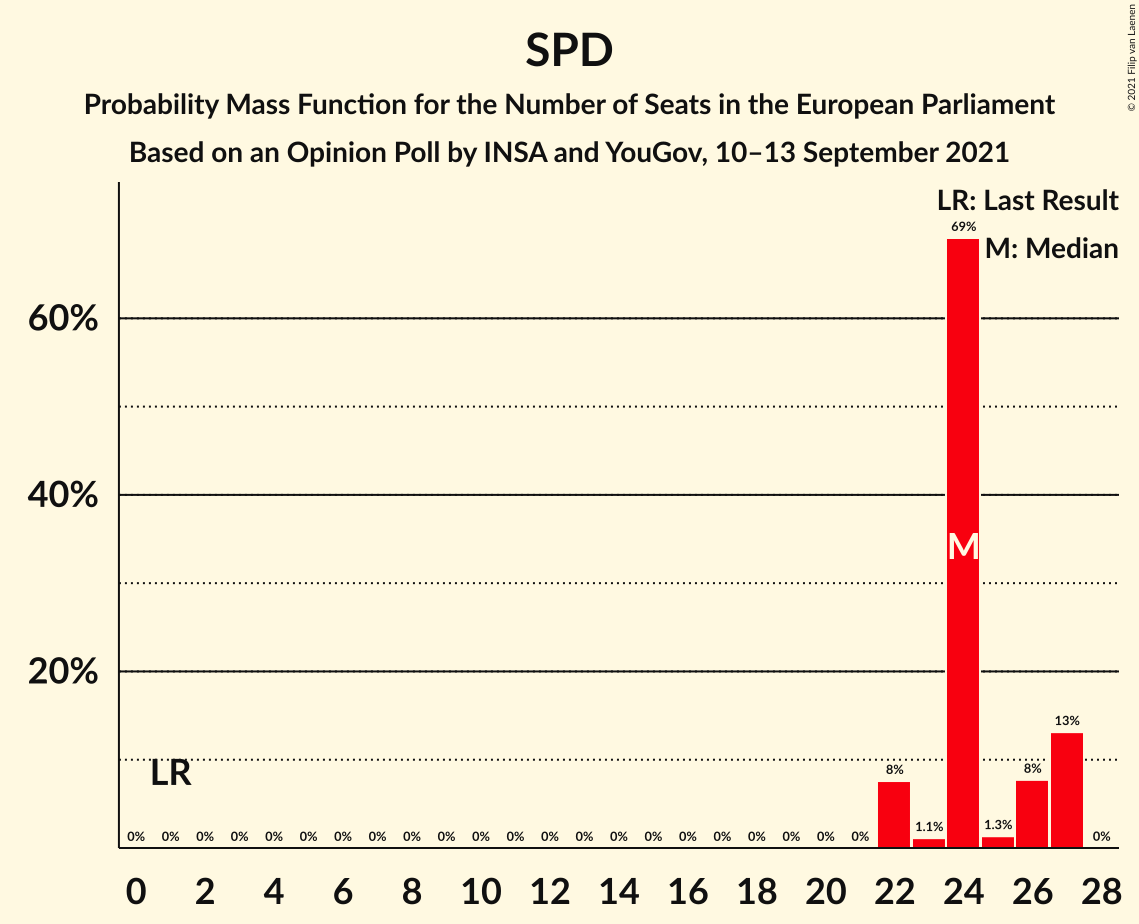 SPD
Probability Mass Function for the Number of Seats in the European Parliament
Based on an Opinion Poll by INSA and YouGov, 10–13 September 2021
© 2021 Filip van Laenen
LR: Last Result
M: Median
69%
60%
40%
M
20%
13%
LR
8%
8%
1.1%
1.3%
0% 0% 0% 0% 0% 0% 0% 0% 0% 0% 0% 0% 0% 0% 0% 0% 0% 0% 0% 0% 0% 0% 0%
0 2 4 6 8 10 12 14 16 18 20 22 24 26 28